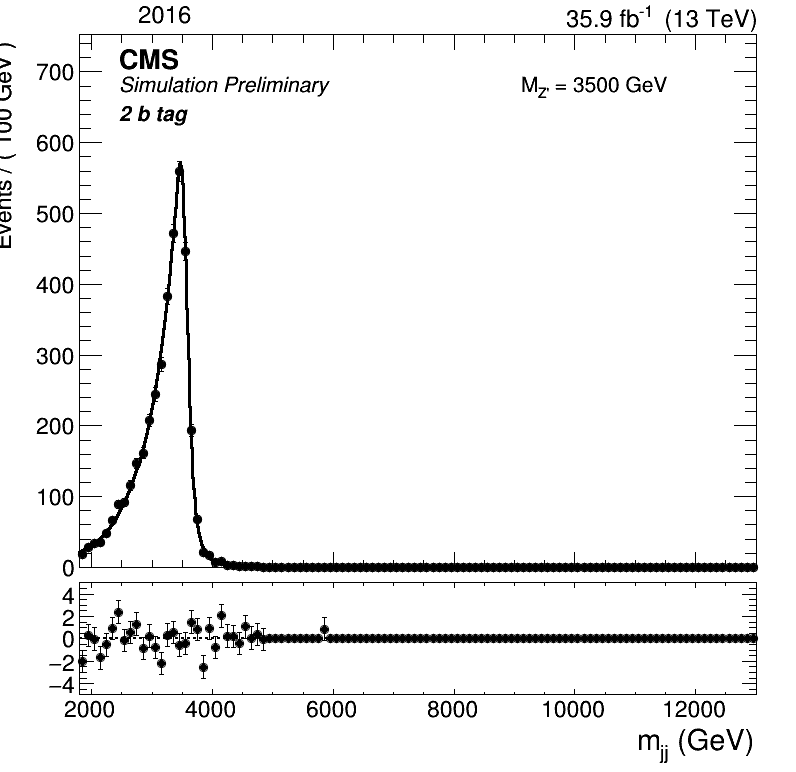 2016 35.9 fb⁻¹ (13 TeV)
Events / ( 100 GeV )
700
600
500
400
300
200
100
0
CMS
Simulation Preliminary
2 b tag
M_Z' = 3500 GeV
4
2
0
−2
−4
2000 4000 6000 8000 10000 12000
m_jj (GeV)